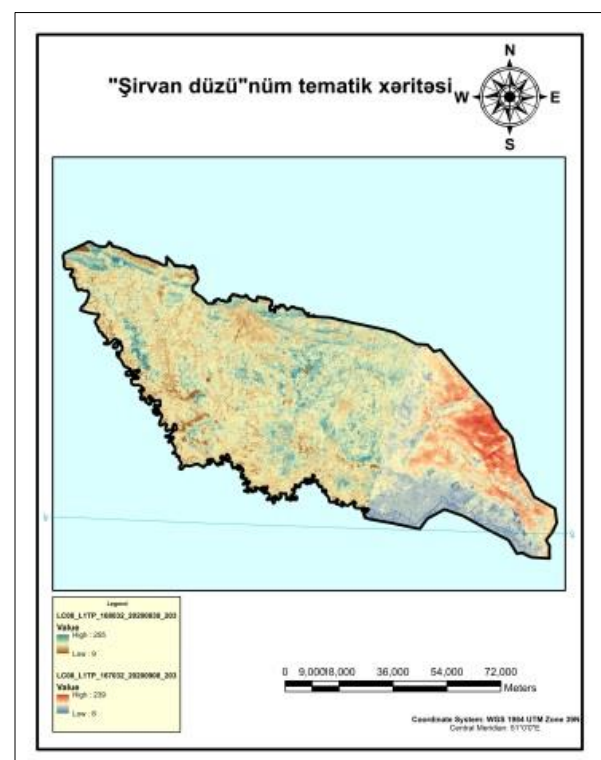 "Şirvan düzü"nüm tematik xəritəsi
N
W E
S
Legend
LC08_L1TP_168032_20200830_203
Value
High : 255
Low : 9
LC08_L1TP_167032_20200908_203
Value
High : 239
Low : 6
0 9,000 18,000 36,000 54,000 72,000
Meters
Coordinate System: WGS 1984 UTM Zone 39N
Central Meridian: 51°0'0"E